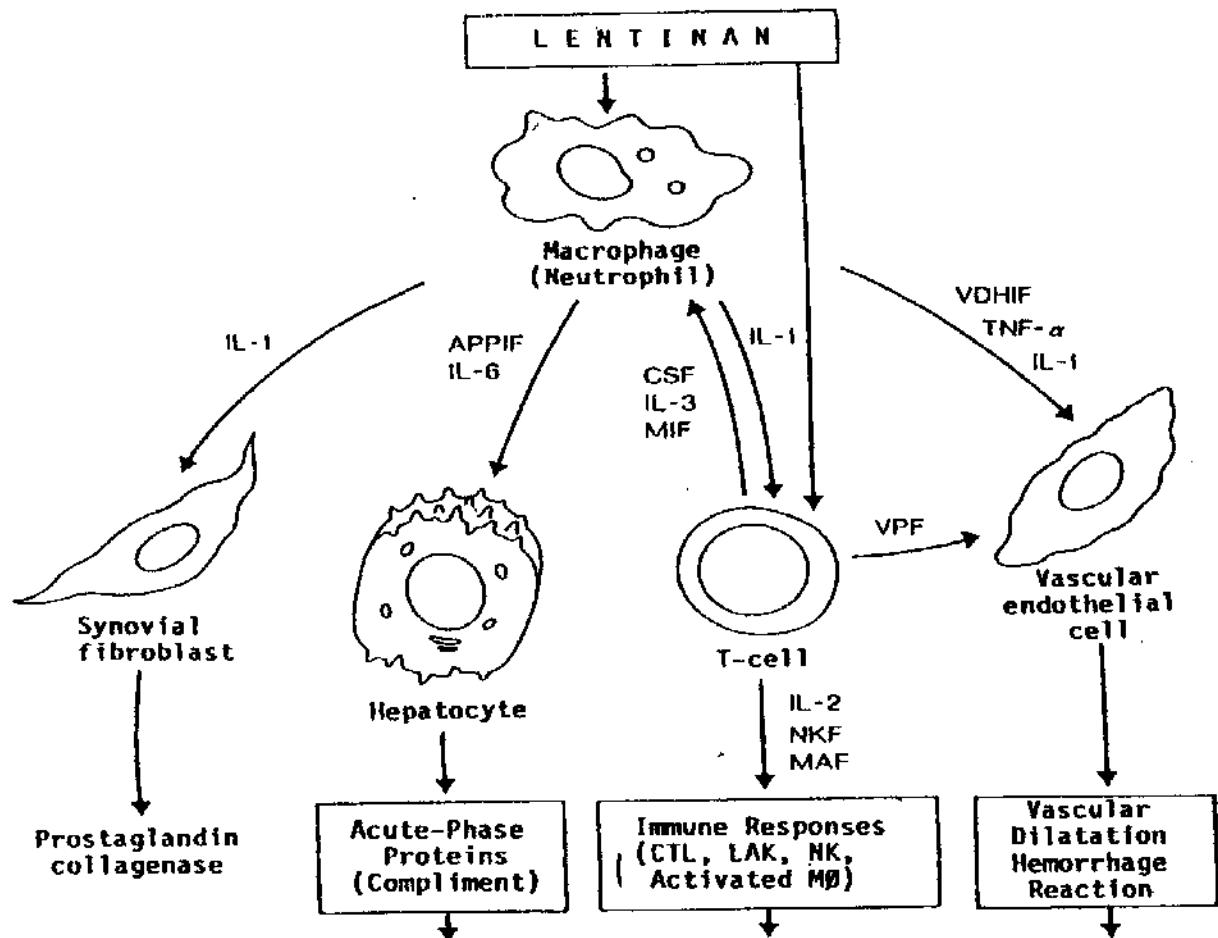 LENTINAN
Macrophage
(Neutrophil)
IL-1
APPIF
IL-6
CSF
IL-3
MIF
IL-1
VDHIF
TNF-α
IL-1
VPF
Synovial
fibroblast
Hepatocyte
T-cell
Vascular
endothelial
cell
IL-2
NKF
MAF
Prostaglandin
collagenase
Acute-Phase
Proteins
(Compliment)
Immune Responses
(CTL, LAK, NK,
Activated MØ)
Vascular
Dilatation
Hemorrhage
Reaction